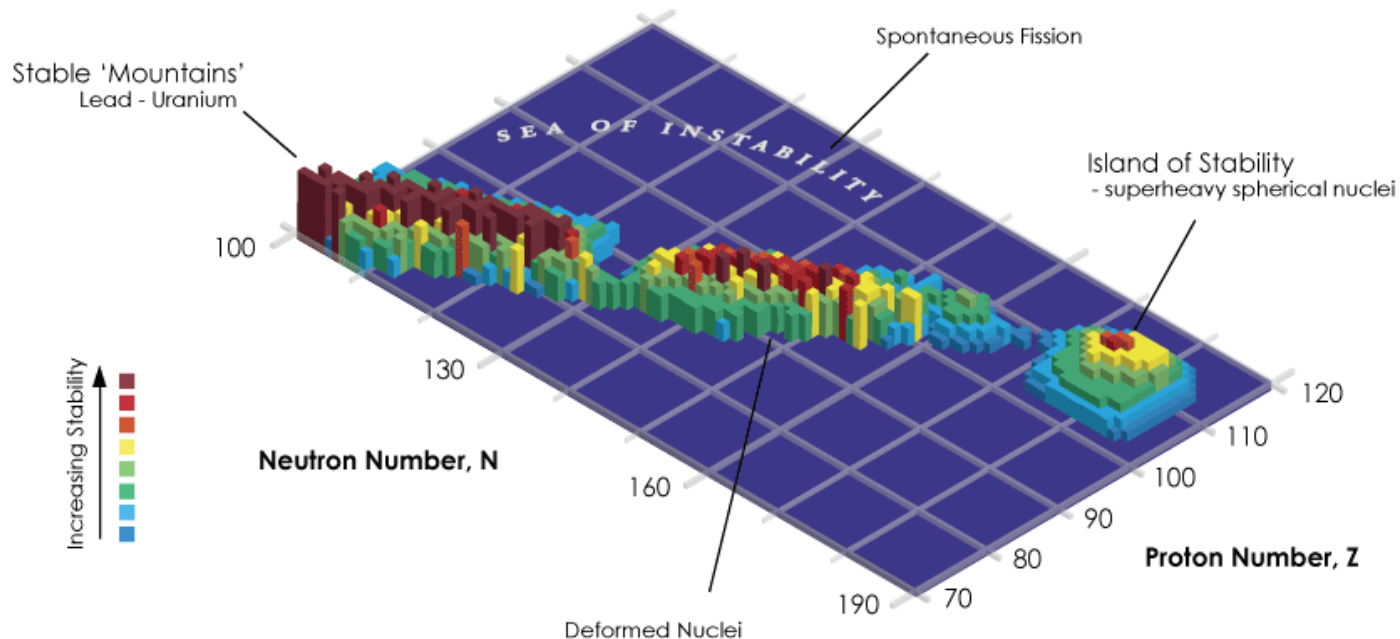 Spontaneous Fission
Stable ‘Mountains’
Lead - Uranium
SEA OF INSTABILITY
Island of Stability
- superheavy spherical nuclei
100
130
160
190
Neutron Number, N
Increasing Stability
120
110
100
90
80
70
Proton Number, Z
Deformed Nuclei